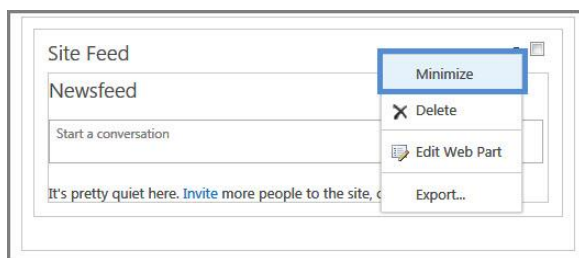 Site Feed
Minimize
Newsfeed
Delete
Start a conversation
Edit Web Part
It's pretty quiet here. Invite more people to the site,
Export...